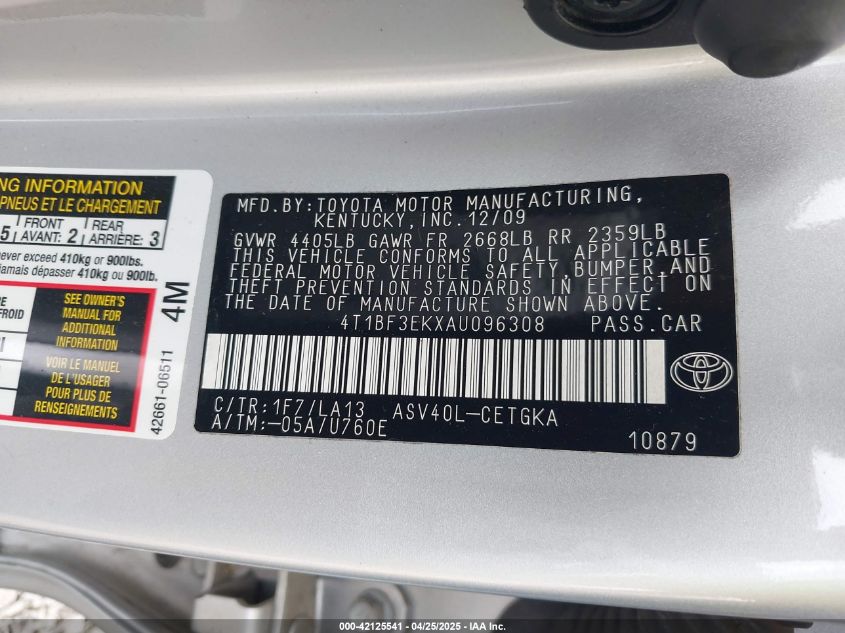 NG INFORMATION
PNEUS ET LE CHARGEMENT
5 FRONT AVANT: 2 REAR ARRIÈRE: 3
never exceed 410kg or 900lbs.
jamais dépasser 410kg ou 900lb.
FROID
SEE OWNER'S
MANUAL FOR
ADDITIONAL
INFORMATION
VOIR LE MANUEL
DE L'USAGER
POUR PLUS DE
RENSEIGNEMENTS
4M
42661-06511
MFD.BY:TOYOTA MOTOR MANUFACTURING,
KENTUCKY,INC.12/09
GVWR 4405LB GAWR FR 2668LB RR 2359LB
THIS VEHICLE CONFORMS TO ALL APPLICABLE
FEDERAL MOTOR VEHICLE SAFETY,BUMPER,AND
THEFT PREVENTION STANDARDS IN EFFECT ON
THE DATE OF MANUFACTURE SHOWN ABOVE.
4T1BF3EKXAU096308 PASS.CAR
C/TR:1F7/LA13 ASV40L-CETGKA
A/TM:-05A/U760E
10879
000-42125541 - 04/25/2025 - IAA Inc.